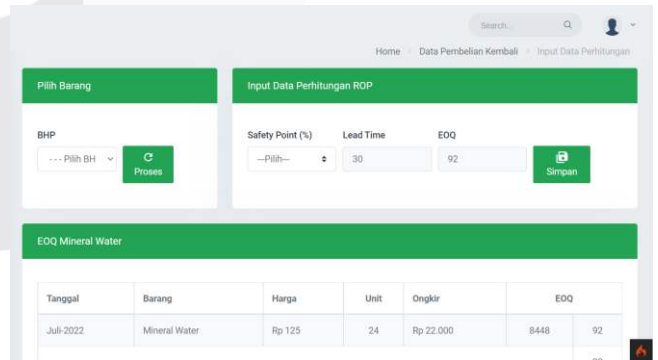 Search...
Home Data Pembelian Kembali Input Data Perhitungan
Pilih Barang
Input Data Perhitungan ROP
BHP
Safety Point (%) Lead Time EOQ
--- Pilih BH
Proses
---Pilih---
30
92
Simpan
EOQ Mineral Water
Tanggal Barang Harga Unit Ongkir EOQ
Juli-2022 Mineral Water Rp 125 24 Rp 22.000 8448 92